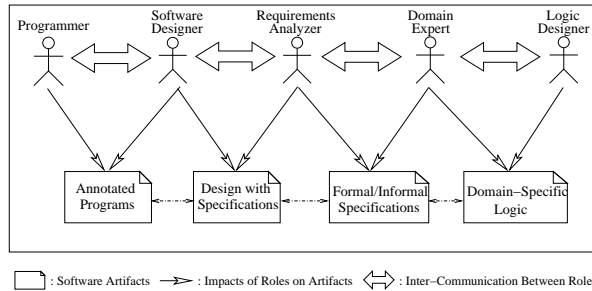 Programmer
Software
Designer
Requirements
Analyzer
Domain
Expert
Logic
Designer
Annotated
Programs
Design with
Specifications
Formal/Informal
Specifications
Domain−Specific
Logic
: Software Artifacts
: Impacts of Roles on Artifacts
: Inter−Communication Between Role